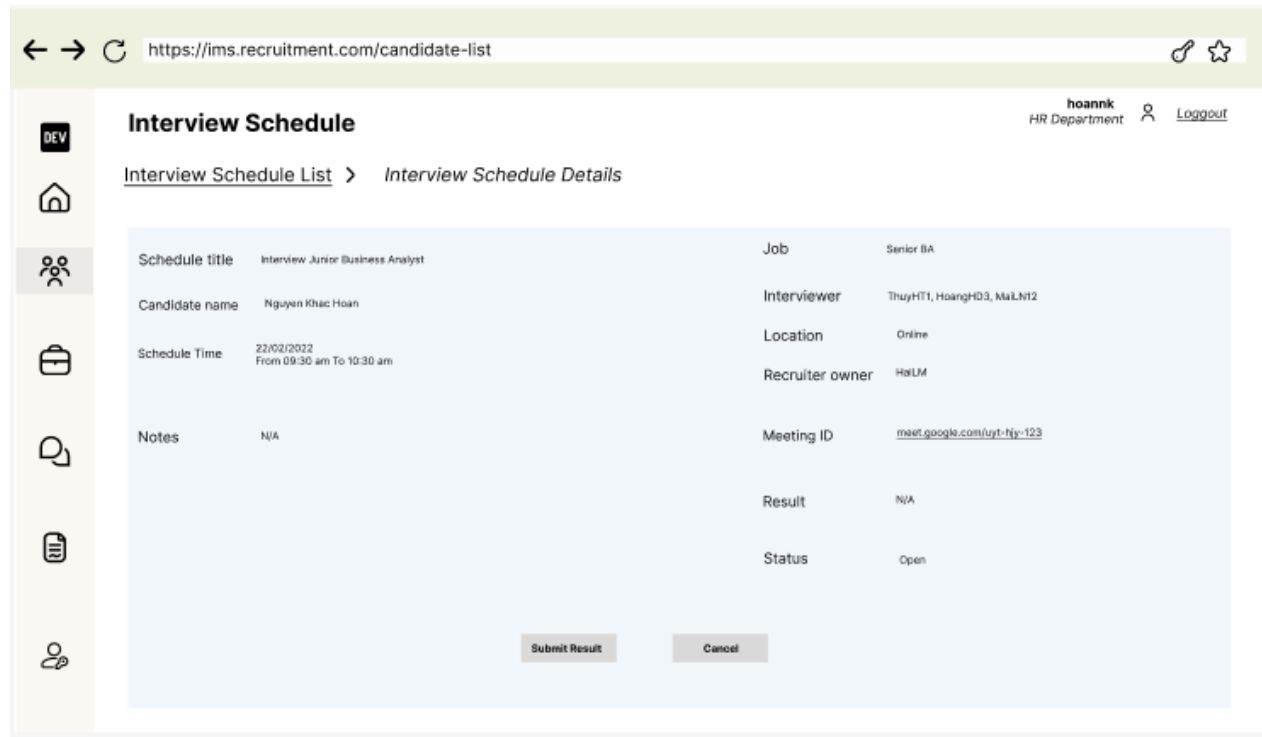 https://ims.recruitment.com/candidate-list
DEV
Interview Schedule
hoannk
HR Department
Loggout
Interview Schedule List > Interview Schedule Details
Schedule title Interview Junior Business Analyst
Candidate name Nguyen Khac Hoan
Schedule Time 22/02/2022
From 09:30 am To 10:30 am
Notes N/A
Job Senior BA
Interviewer ThuyHT1, HoangHD3, MaiLN12
Location Online
Recruiter owner HaiLM
Meeting ID meet.google.com/uyt-hjy-123
Result N/A
Status Open
Submit Result
Cancel